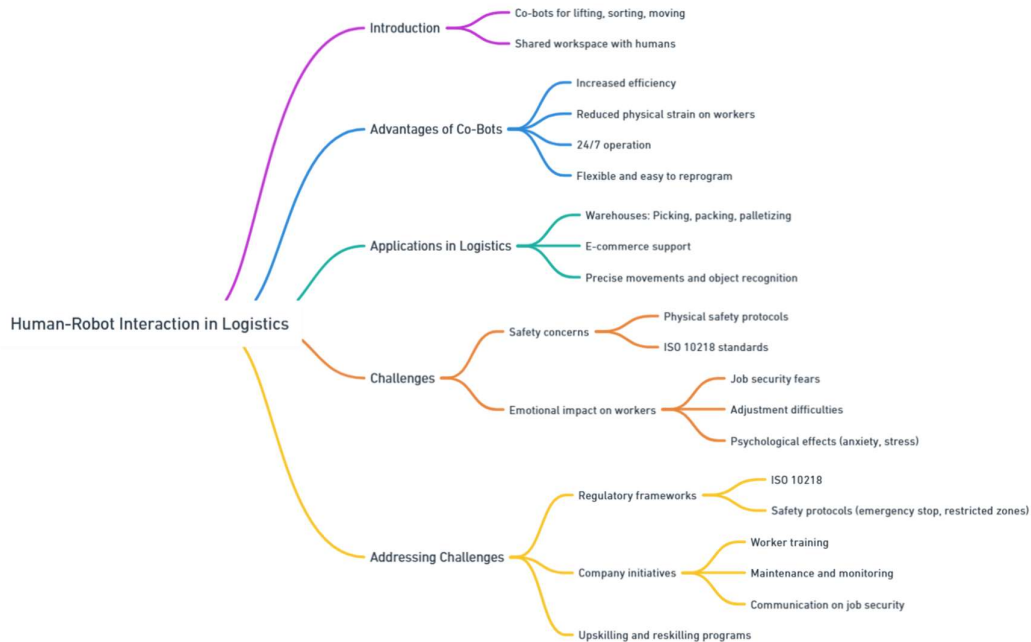 Human-Robot Interaction in Logistics
Introduction
Co-bots for lifting, sorting, moving
Shared workspace with humans
Advantages of Co-Bots
Increased efficiency
Reduced physical strain on workers
24/7 operation
Flexible and easy to reprogram
Applications in Logistics
Warehouses: Picking, packing, palletizing
E-commerce support
Precise movements and object recognition
Challenges
Safety concerns
Physical safety protocols
ISO 10218 standards
Emotional impact on workers
Job security fears
Adjustment difficulties
Psychological effects (anxiety, stress)
Addressing Challenges
Regulatory frameworks
ISO 10218
Safety protocols (emergency stop, restricted zones)
Company initiatives
Worker training
Maintenance and monitoring
Communication on job security
Upskilling and reskilling programs